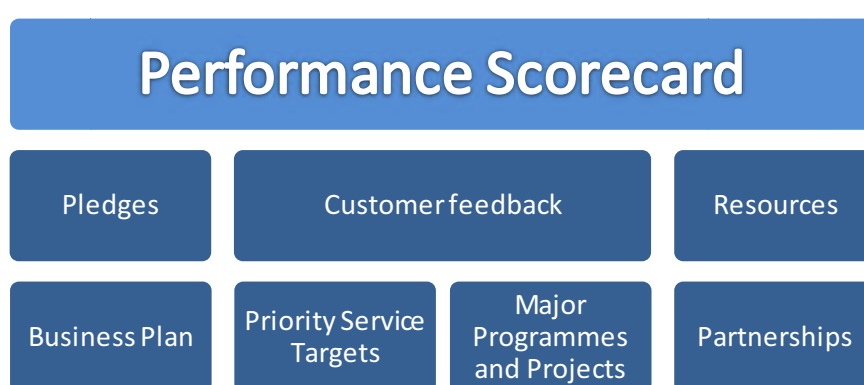 Performance Scorecard
Pledges
Customer feedback
Resources
Business Plan
Priority Service
Targets
Major
Programmes
and Projects
Partnerships